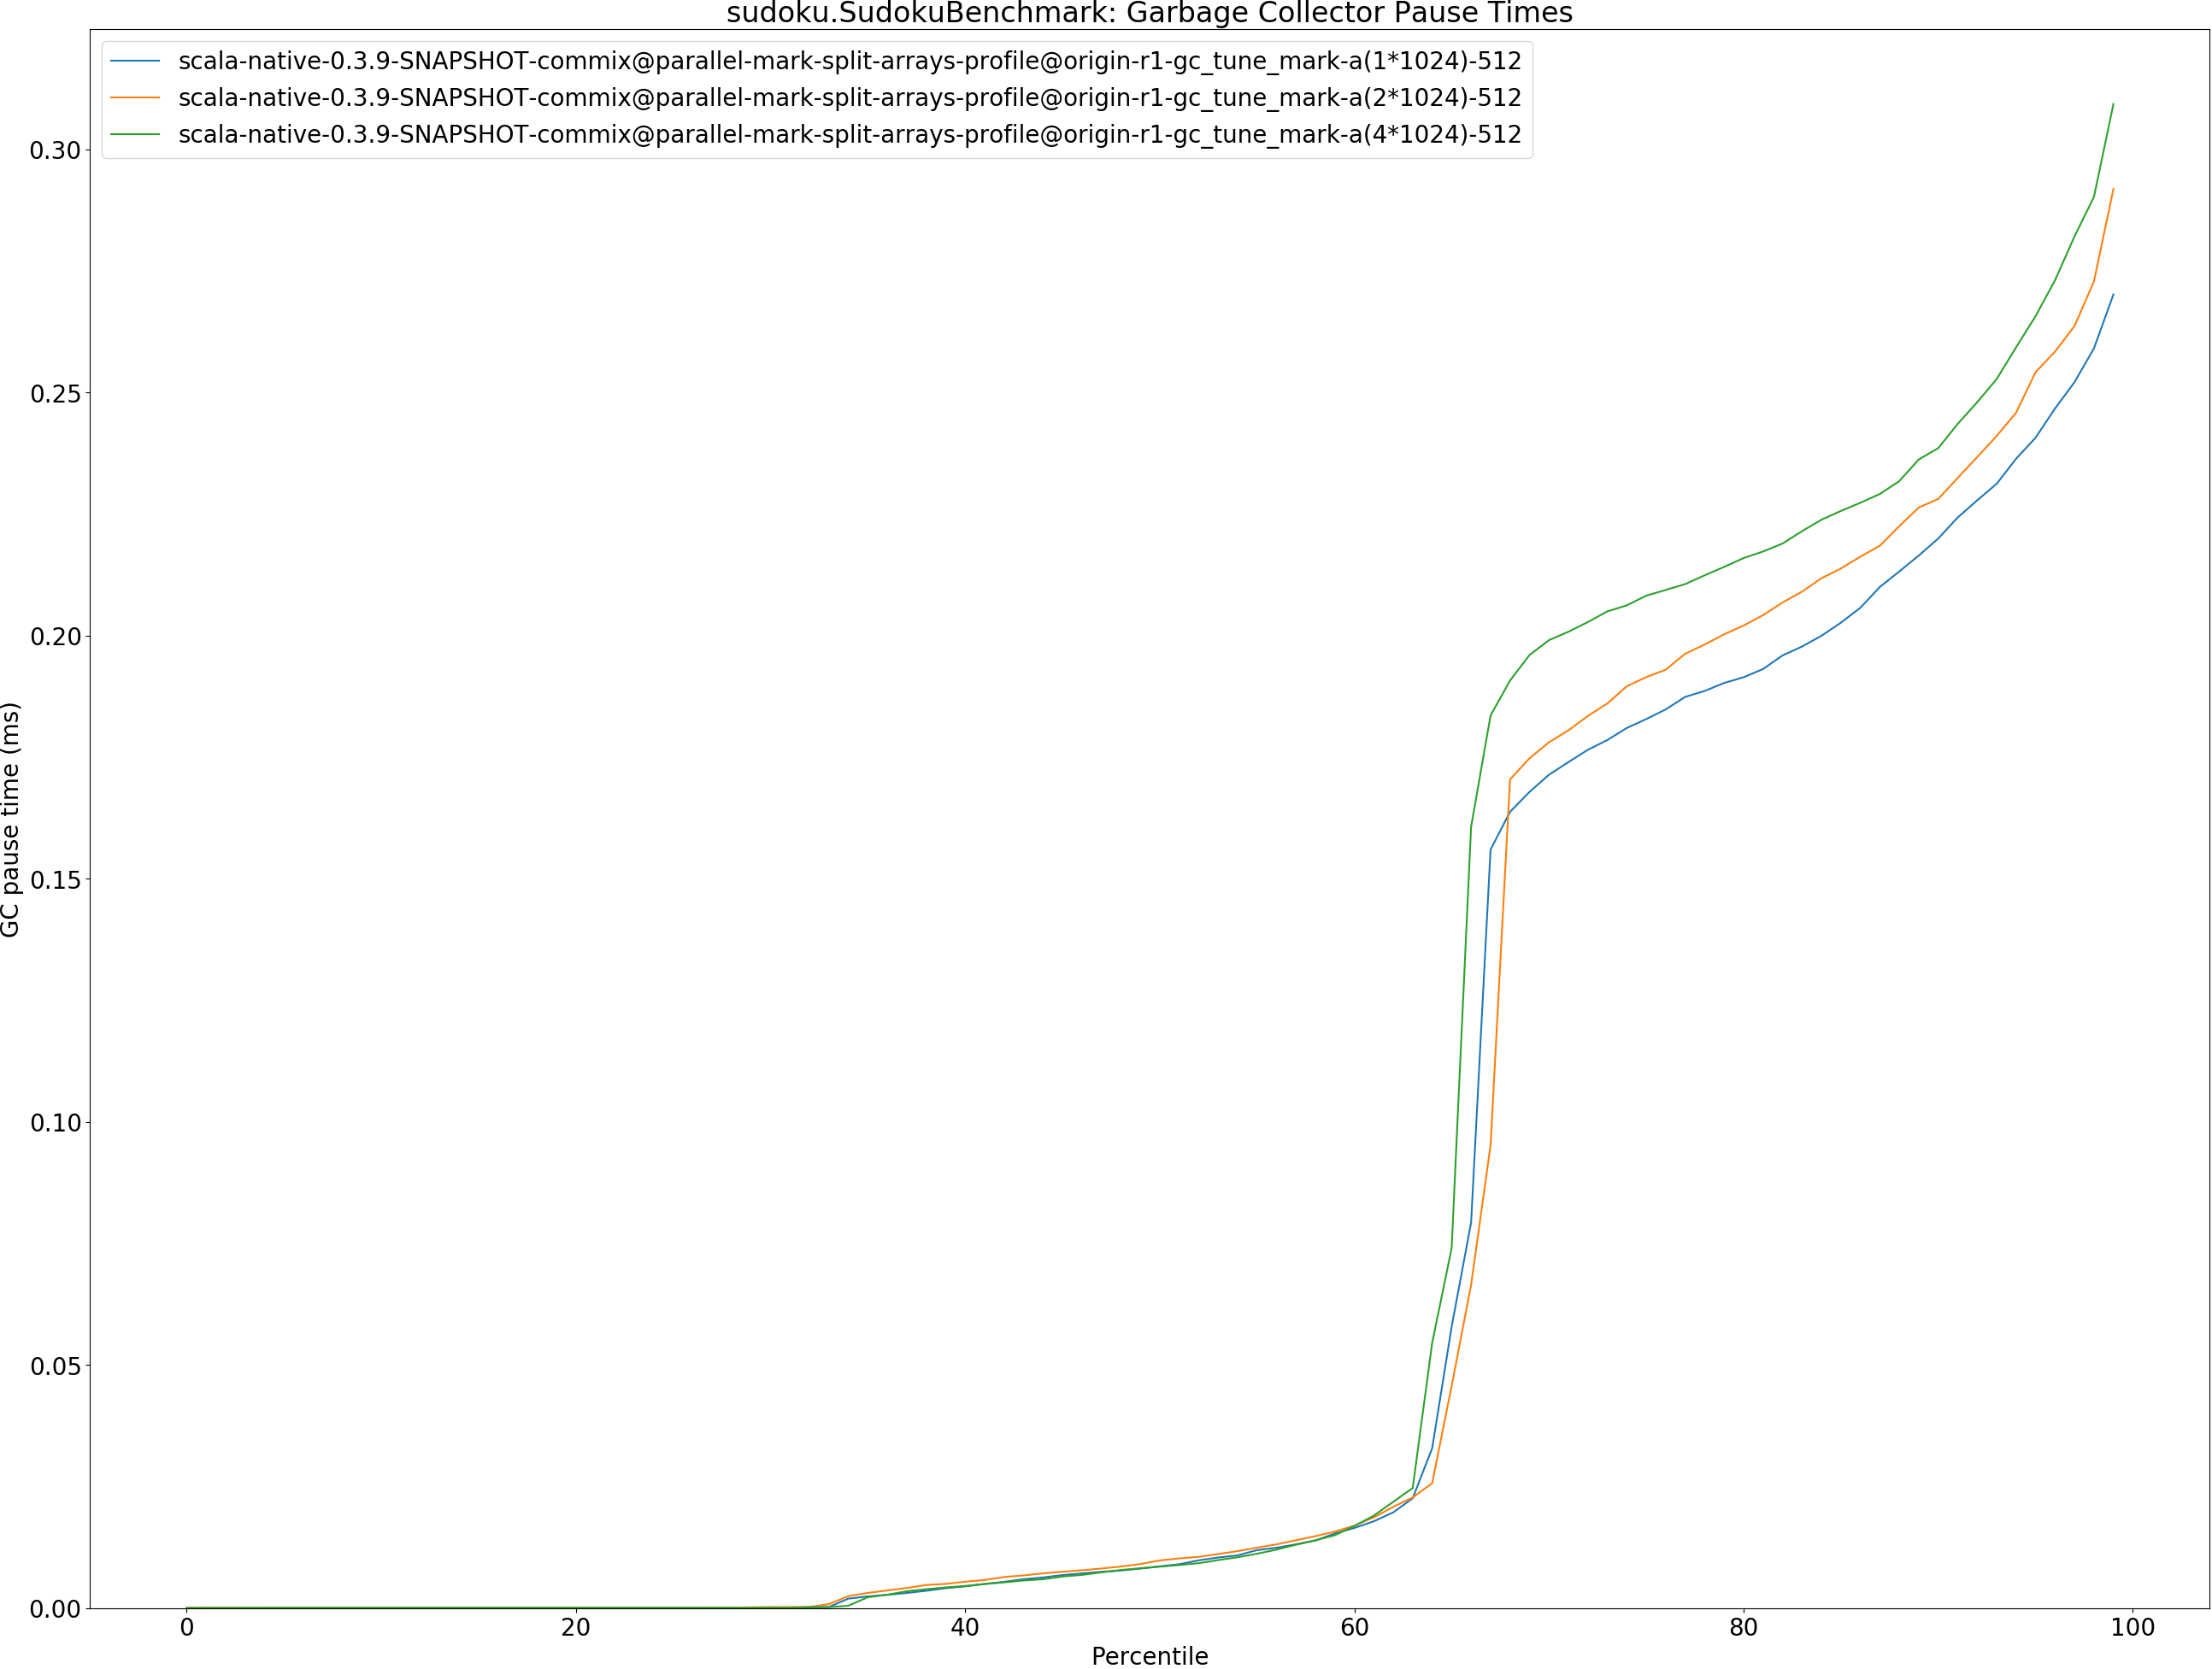 sudoku.SudokuBenchmark: Garbage Collector Pause Times
scala-native-0.3.9-SNAPSHOT-commix@parallel-mark-split-arrays-profile@origin-r1-gc_tune_mark-a(1*1024)-512
scala-native-0.3.9-SNAPSHOT-commix@parallel-mark-split-arrays-profile@origin-r1-gc_tune_mark-a(2*1024)-512
scala-native-0.3.9-SNAPSHOT-commix@parallel-mark-split-arrays-profile@origin-r1-gc_tune_mark-a(4*1024)-512
GC pause time (ms)
0.30
0.25
0.20
0.15
0.10
0.05
0.00
0 20 40 60 80 100
Percentile